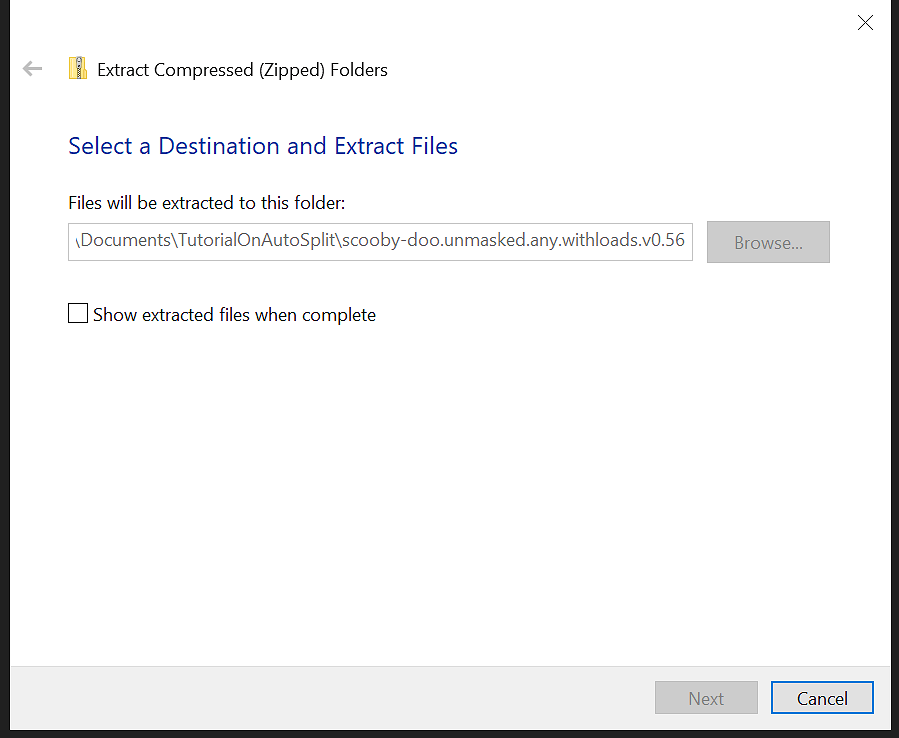 Extract Compressed (Zipped) Folders
Select a Destination and Extract Files
Files will be extracted to this folder:
\Documents\TutorialOnAutoSplit\scooby-doo.unmasked.any.withloads.v0.56
Browse...
Show extracted files when complete
Next
Cancel